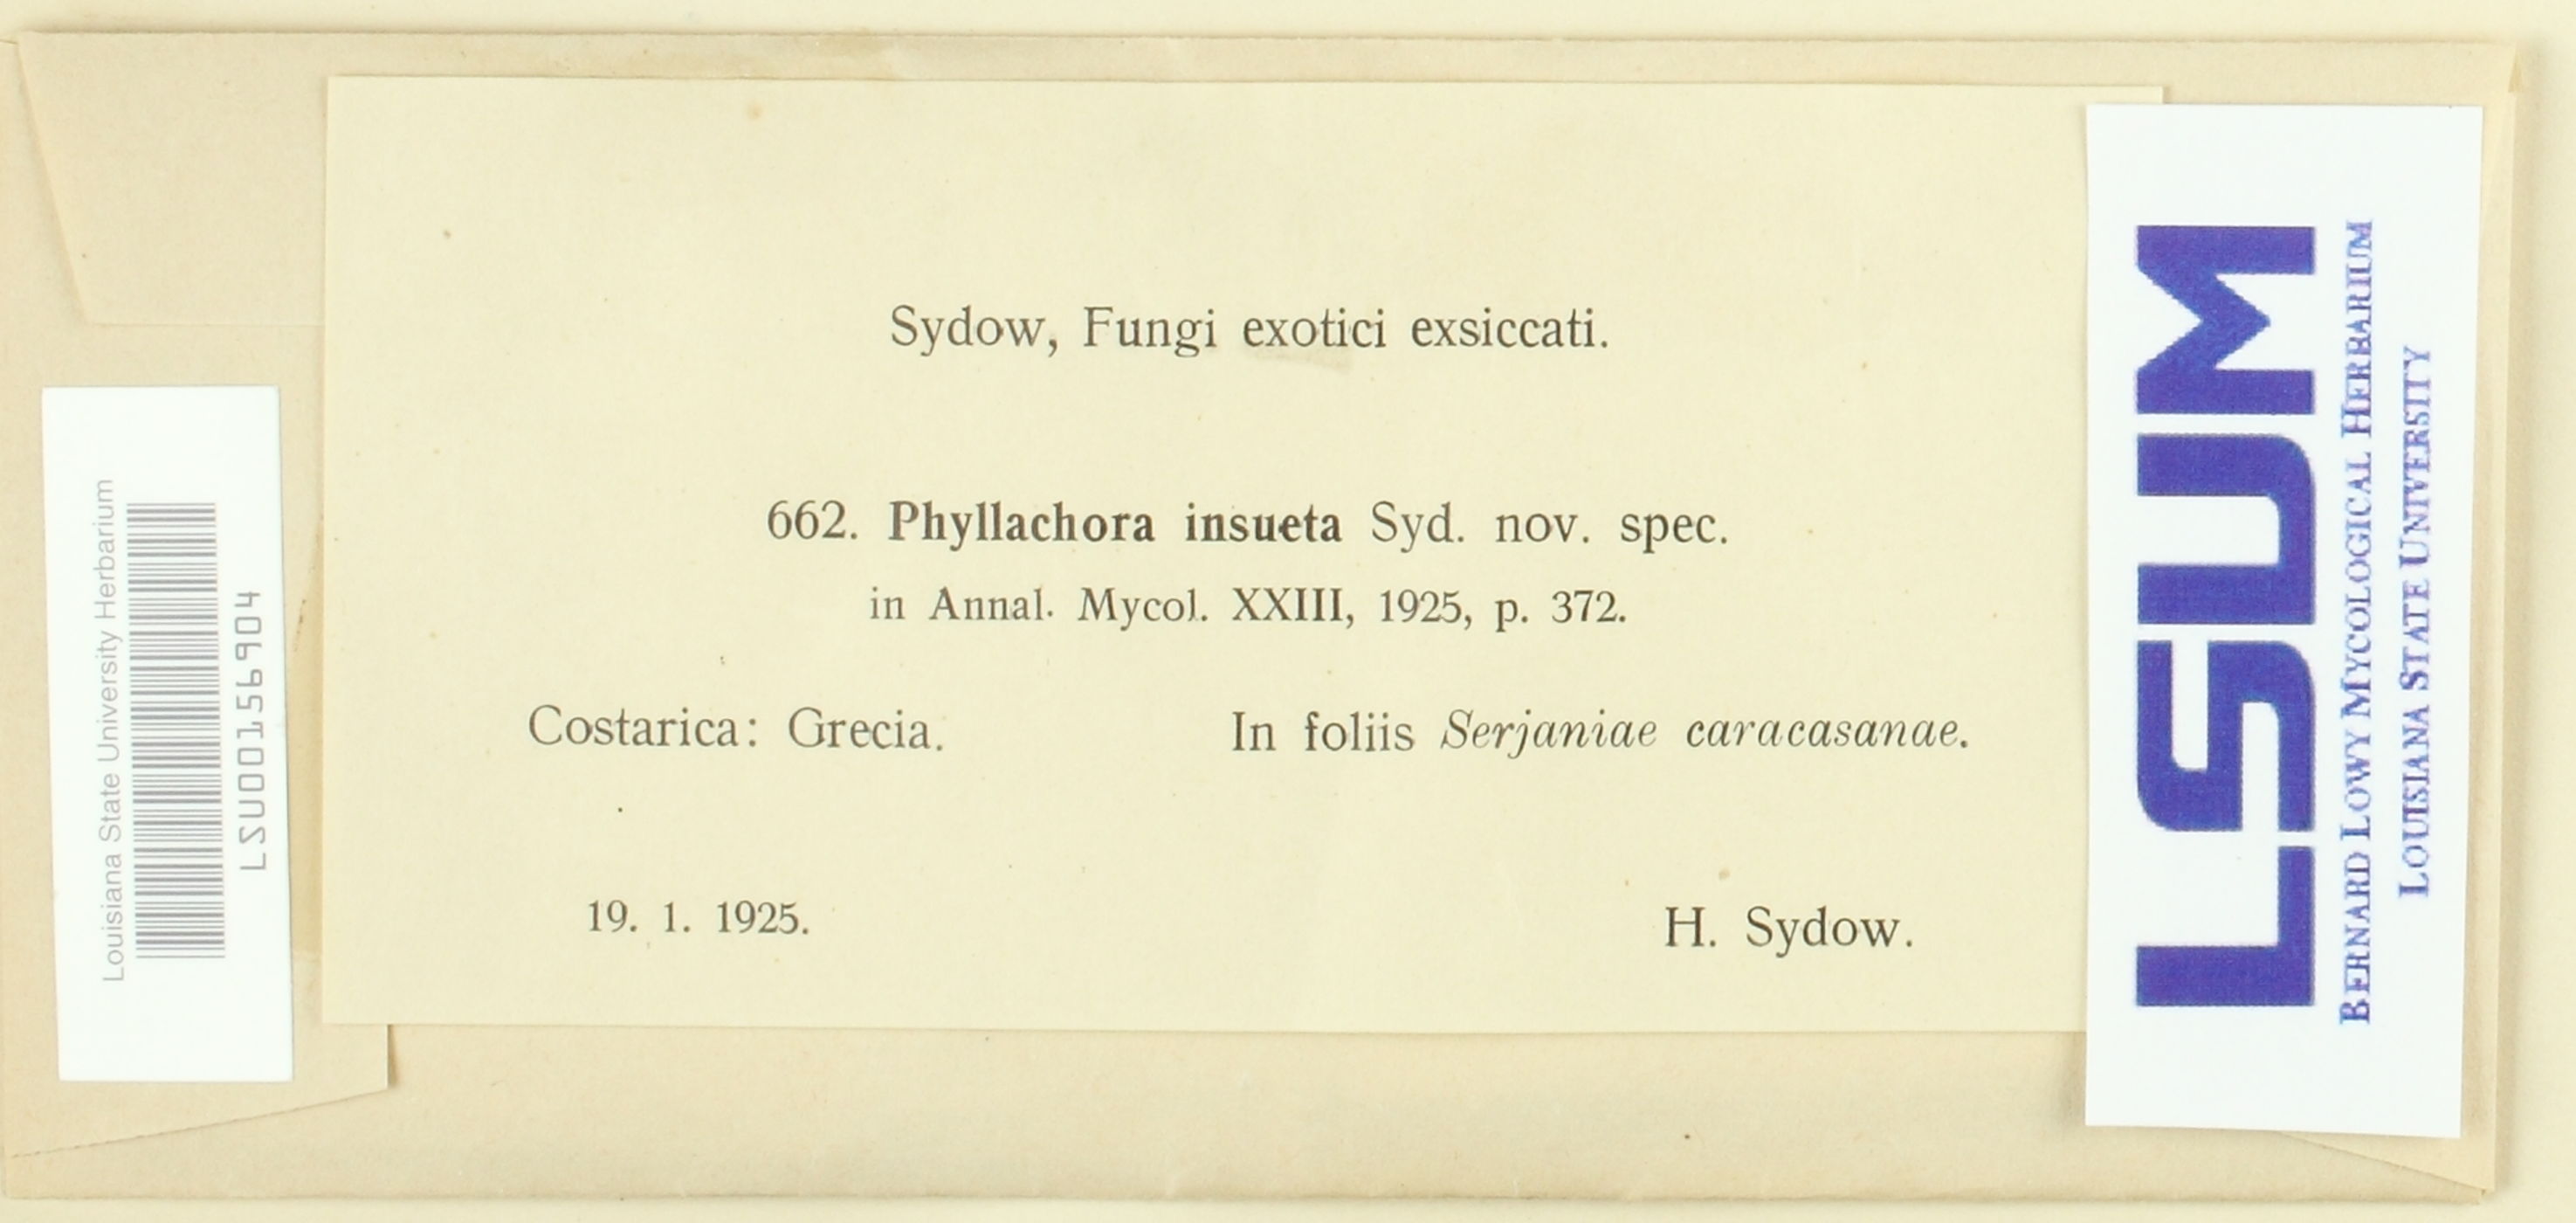 Sydow, Fungi exotici exsiccati.
662. Phyllachora insueta Syd. nov. spec.
in Annal. Mycol. XXIII, 1925, p. 372.
Costarica: Grecia.
In foliis Serjaniae caracasanae.
19. 1. 1925.
H. Sydow.
Louisiana State University Herbarium
LSU00156904
LSUM
BERNARD LOWY MYCOLOGICAL HERBARIUM
LOUISIANA STATE UNIVERSITY